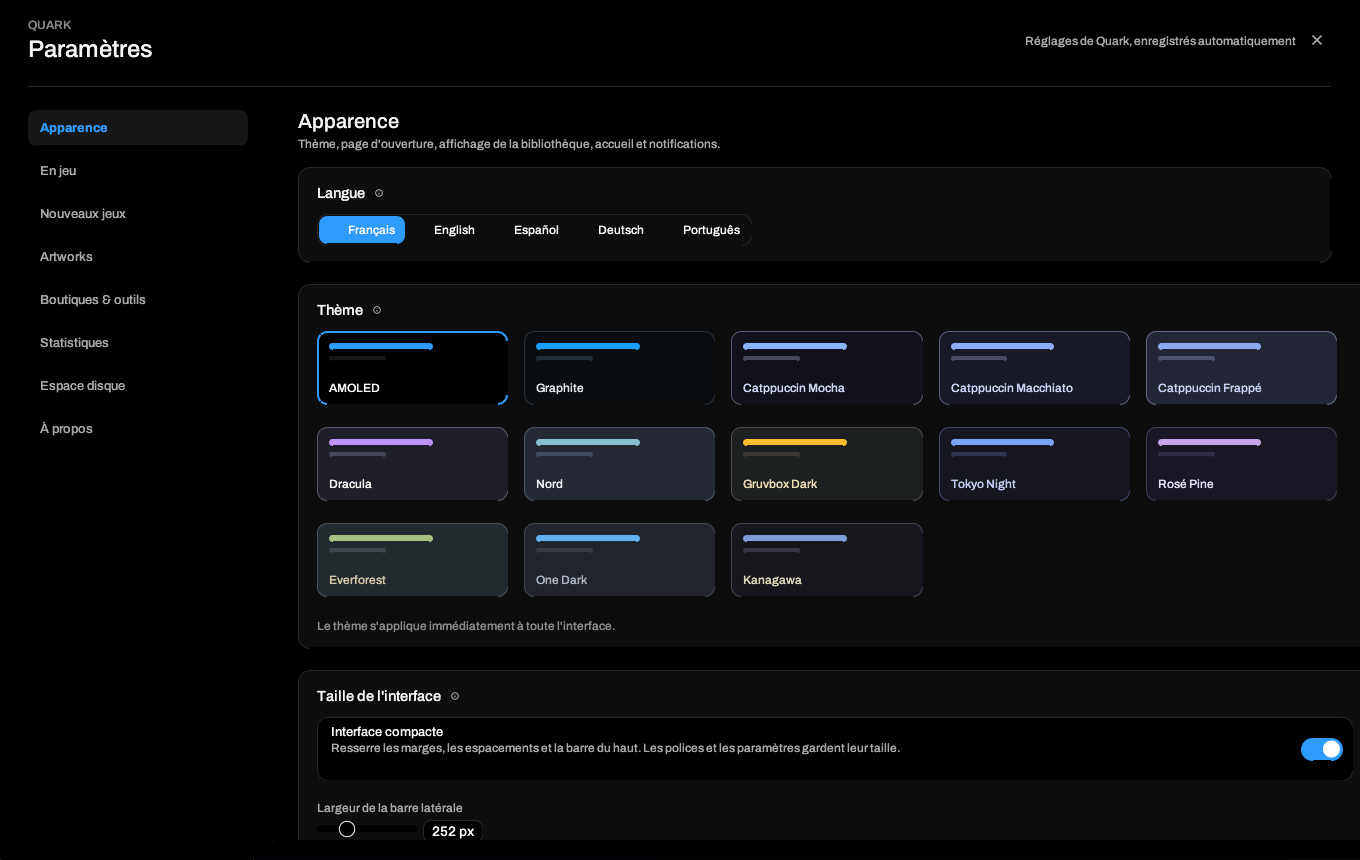 QUARK
Paramètres
Réglages de Quark, enregistrés automatiquement
Apparence
En jeu
Nouveaux jeux
Artworks
Boutiques & outils
Statistiques
Espace disque
À propos
Apparence
Thème, page d'ouverture, affichage de la bibliothèque, accueil et notifications.
Langue
Français English Español Deutsch Português
Thème
AMOLED Graphite Catppuccin Mocha Catppuccin Macchiato Catppuccin Frappé
Dracula Nord Gruvbox Dark Tokyo Night Rosé Pine
Everforest One Dark Kanagawa
Le thème s'applique immédiatement à toute l'interface.
Taille de l'interface
Interface compacte
Resserre les marges, les espacements et la barre du haut. Les polices et les paramètres gardent leur taille.
Largeur de la barre latérale
252 px